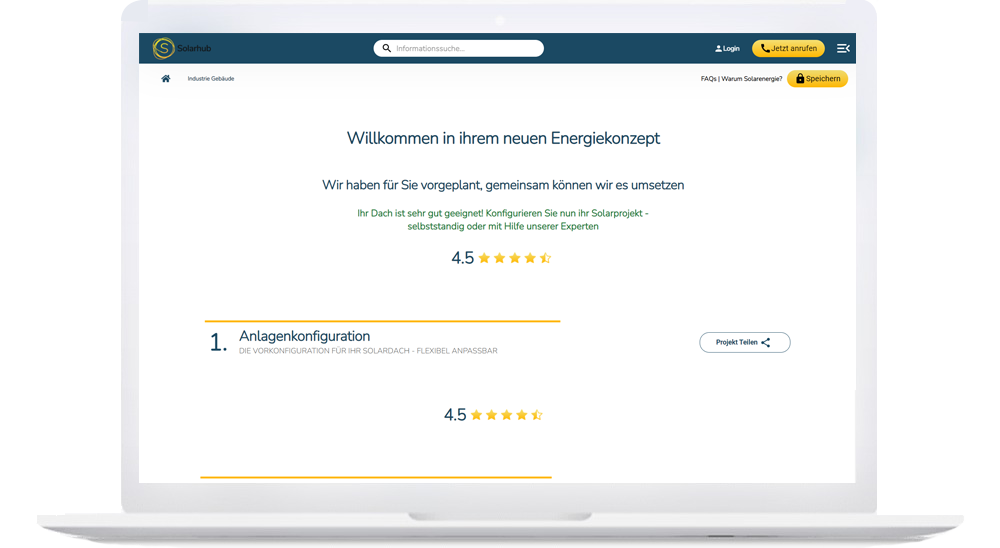 Solarhub
Informationssuche...
Login
Jetzt anrufen
Industrie Gebäude
FAQs | Warum Solarenergie?
Speichern
Willkommen in ihrem neuen Energiekonzept
Wir haben für Sie vorgeplant, gemeinsam können wir es umsetzen
Ihr Dach ist sehr gut geeignet! Konfigurieren Sie nun ihr Solarprojekt -
selbststandig oder mit Hilfe unserer Experten
4.5
1. Anlagenkonfiguration
DIE VORKONFIGURATION FÜR IHR SOLARDACH - FLEXIBEL ANPASSBAR
Projekt Teilen
4.5